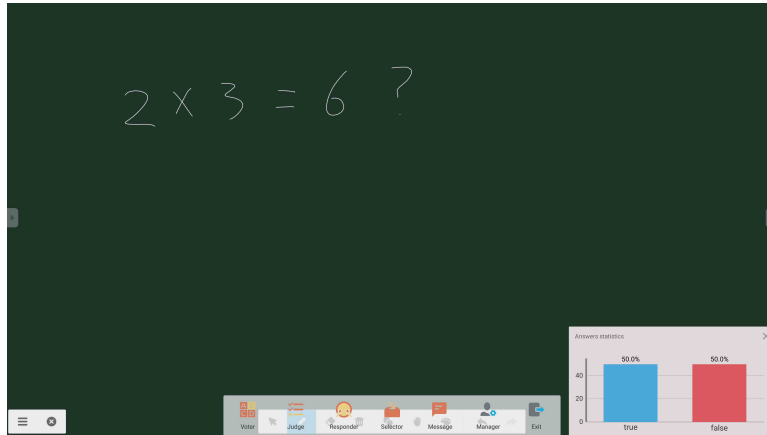 2 × 3 = 6 ?
Answers statistics
50.0%
50.0%
40
20
0
true
false
Voter
Judge
Responder
Selector
Message
Manager
Exit